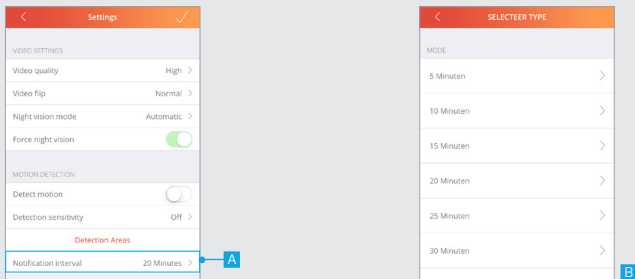 Settings
VIDEO SETTINGS
Video quality High
Video flip Normal
Night vision mode Automatic
Force night vision
MOTION DETECTION
Detect motion
Detection sensitivity Off
Detection Areas
Notification interval 20 Minutes
A
SELECTEER TYPE
MODE
5 Minuten
10 Minuten
15 Minuten
20 Minuten
25 Minuten
30 Minuten
B